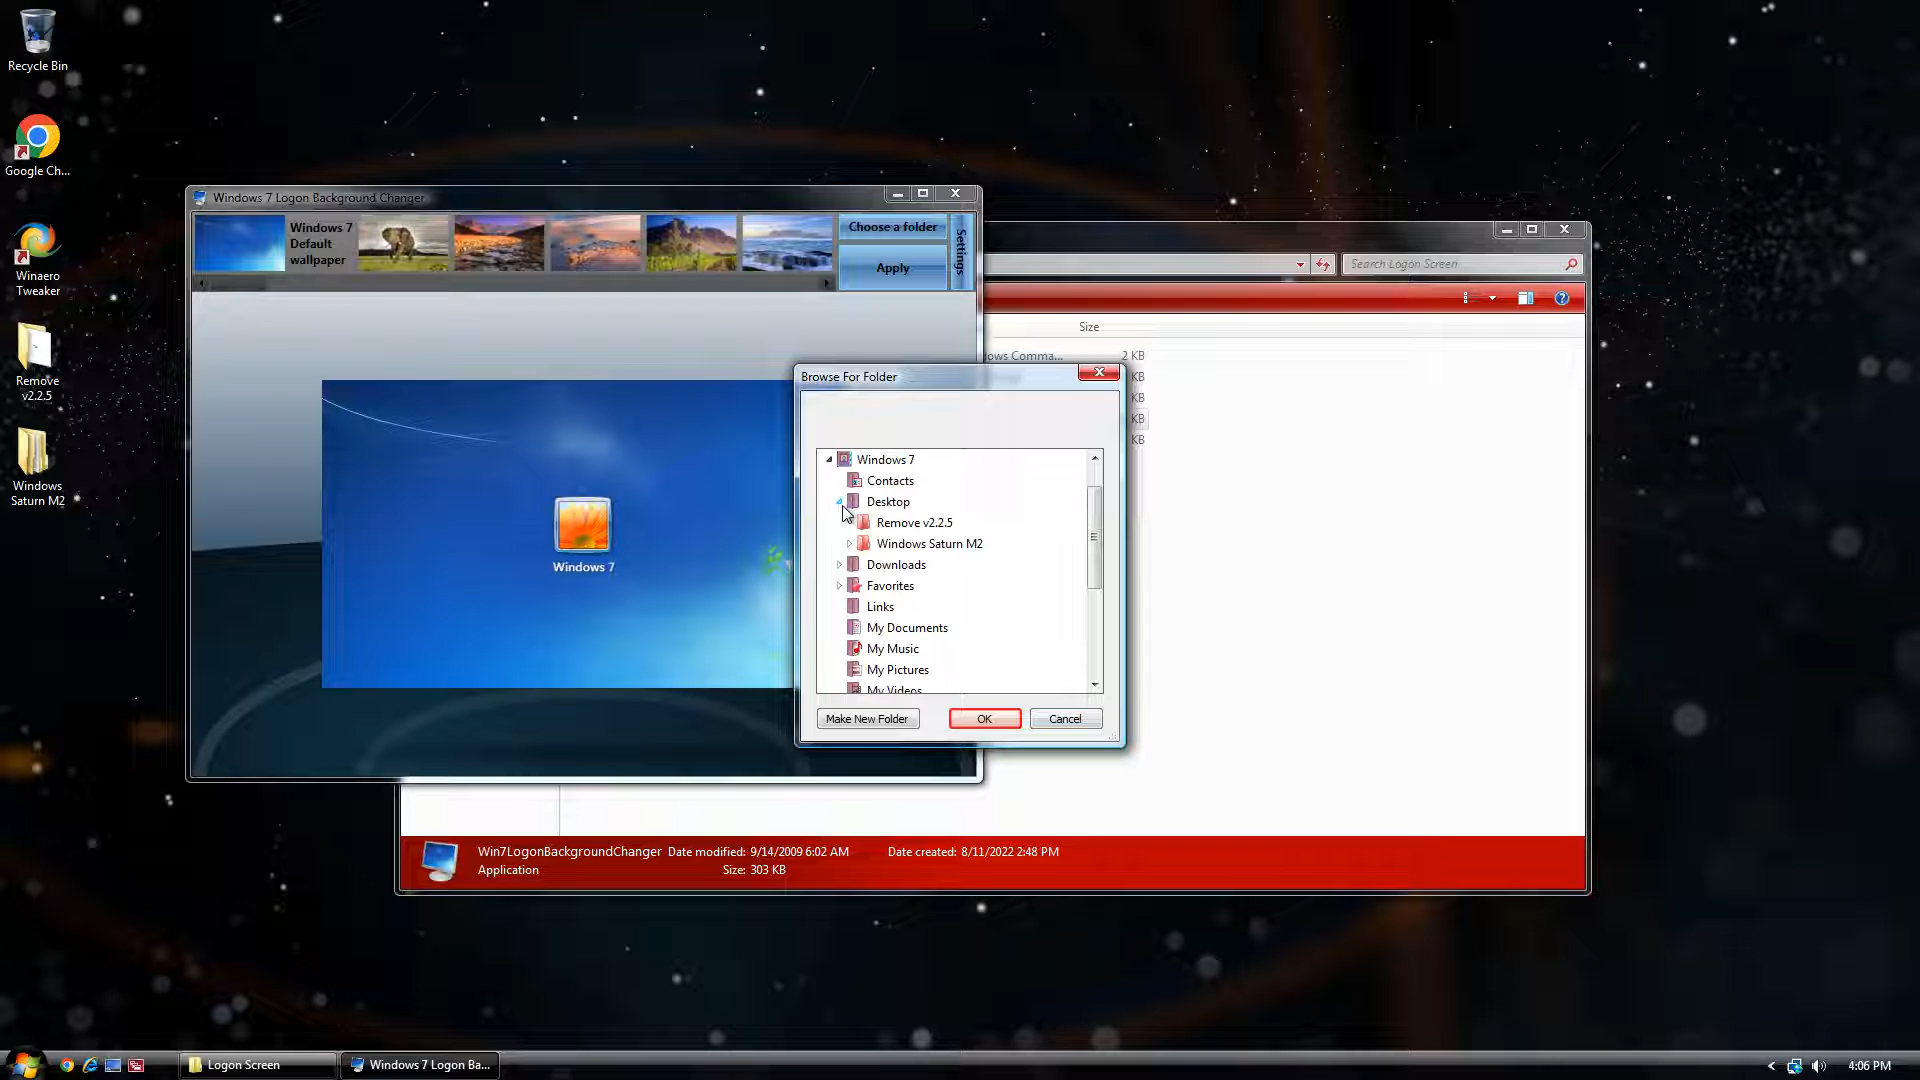 Recycle Bin
Google Ch...
Winaero
Tweaker
Remove
v2.2.5
Windows
Saturn M2
Windows 7 Logon Background Changer
Windows 7
Default
wallpaper
Choose a folder
Apply
Settings
Windows 7
Search Logon Screen
Size
dows Comma...
2 KB
KB
KB
KB
KB
Browse For Folder
Windows 7
Contacts
Desktop
Remove v2.2.5
Windows Saturn M2
Downloads
Favorites
Links
My Documents
My Music
My Pictures
My Videos
Make New Folder
OK
Cancel
Win7LogonBackgroundChanger
Date modified: 9/14/2009 6:02 AM
Date created: 8/11/2022 2:48 PM
Application
Size: 303 KB
Logon Screen
Windows 7 Logon Ba...
4:06 PM